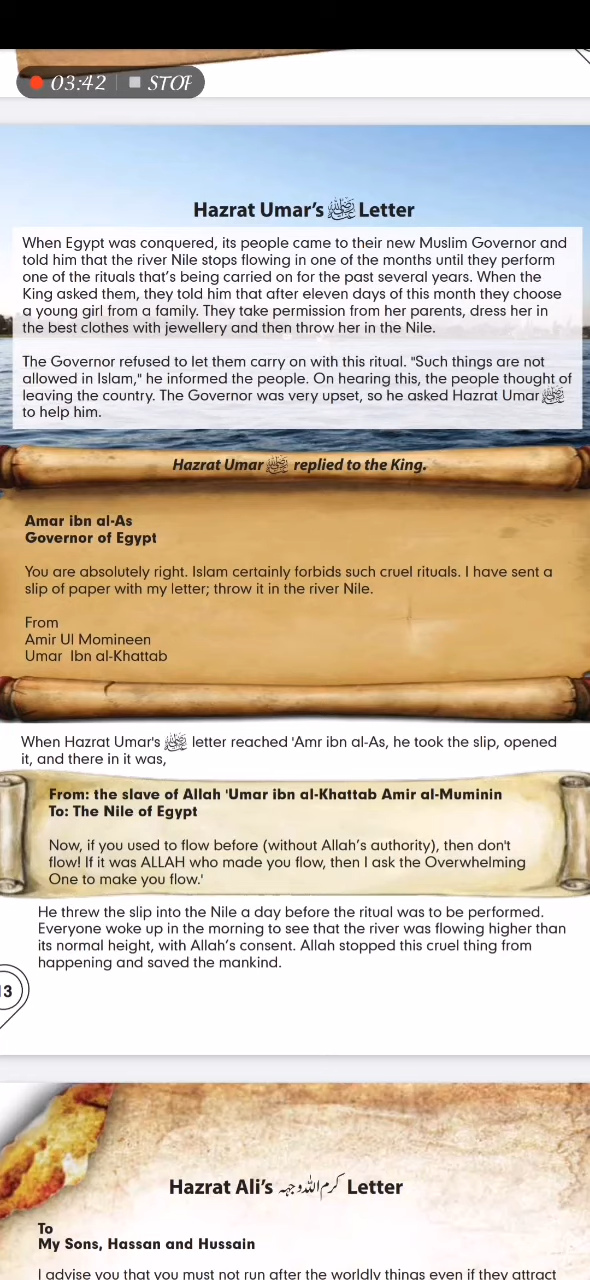 03:42
STOP
Hazrat Umar's رضي الله عنه Letter
When Egypt was conquered, its people came to their new Muslim Governor and
told him that the river Nile stops flowing in one of the months until they perform
one of the rituals that's being carried on for the past several years. When the
King asked them, they told him that after eleven days of this month they choose
a young girl from a family. They take permission from her parents, dress her in
the best clothes with jewellery and then throw her in the Nile.
The Governor refused to let them carry on with this ritual. "Such things are not
allowed in Islam," he informed the people. On hearing this, the people thought of
leaving the country. The Governor was very upset, so he asked Hazrat Umar رضي الله عنه
to help him.
Hazrat Umar رضي الله عنه replied to the King.
Amar ibn al-As
Governor of Egypt
You are absolutely right. Islam certainly forbids such cruel rituals. I have sent a
slip of paper with my letter; throw it in the river Nile.
From
Amir Ul Momineen
Umar Ibn al-Khattab
When Hazrat Umar's رضي الله عنه letter reached 'Amr ibn al-As, he took the slip, opened
it, and there in it was,
From: the slave of Allah 'Umar ibn al-Khattab Amir al-Muminin
To: The Nile of Egypt
Now, if you used to flow before (without Allah's authority), then don't
flow! If it was ALLAH who made you flow, then I ask the Overwhelming
One to make you flow.'
He threw the slip into the Nile a day before the ritual was to be performed.
Everyone woke up in the morning to see that the river was flowing higher than
its normal height, with Allah's consent. Allah stopped this cruel thing from
happening and saved the mankind.
13
Hazrat Ali's كرم الله وجهہ Letter
To
My Sons, Hassan and Hussain
I advise you that you must not run after the worldly things even if they attract